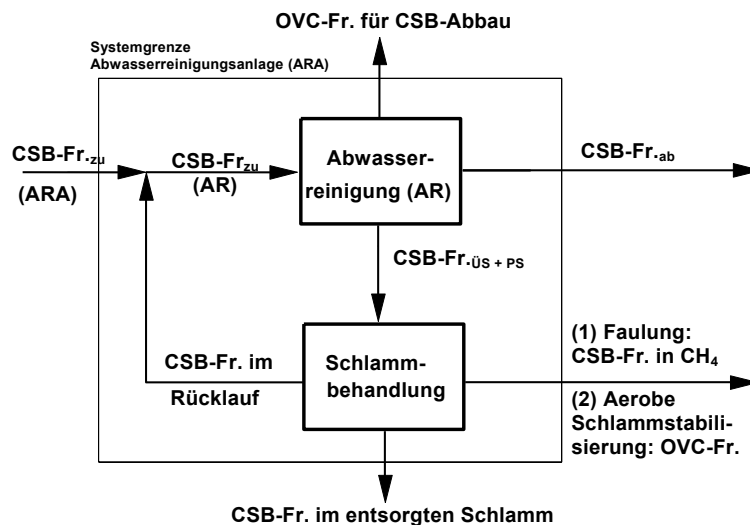 OVC-Fr. für CSB-Abbau
Systemgrenze
Abwasserreinigungsanlage (ARA)
CSB-Fr.zu
(ARA)
CSB-Fr.zu
(AR)
Abwasser-
reinigung (AR)
CSB-Fr.ab
CSB-Fr.ÜS + PS
CSB-Fr. im
Rücklauf
Schlamm-
behandlung
(1) Faulung:
CSB-Fr. in CH4
(2) Aerobe
Schlammstabili-
sierung: OVC-Fr.
CSB-Fr. im entsorgten Schlamm